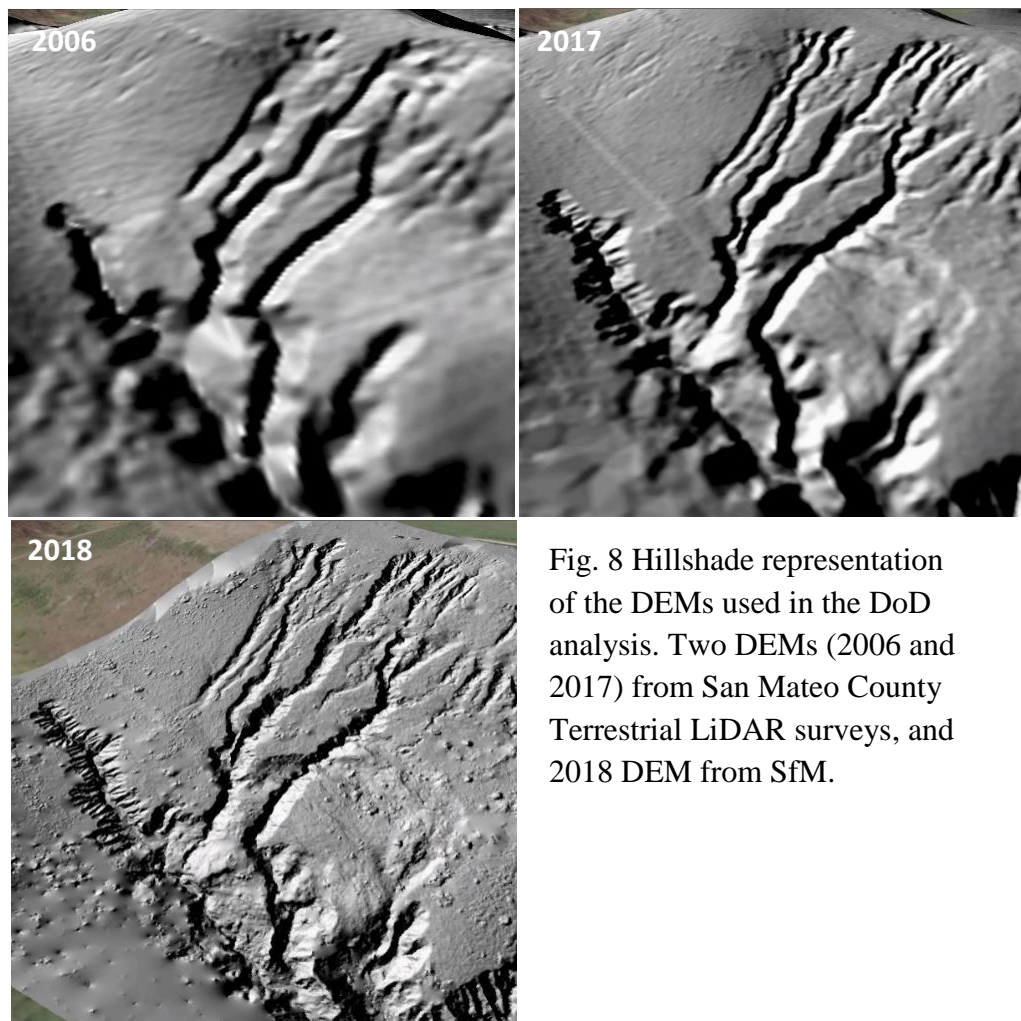 2006
2017
2018
Fig. 8 Hillshade representation
of the DEMs used in the DoD
analysis. Two DEMs (2006 and
2017) from San Mateo County
Terrestrial LiDAR surveys, and
2018 DEM from SfM.